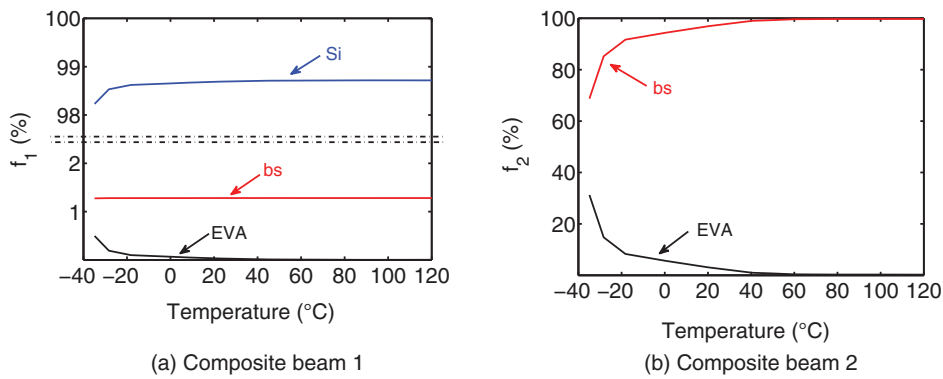 100
99
98
2
1
f1 (%)
Si
bs
EVA
−40 −20 0 20 40 60 80 100 120
Temperature (°C)
(a) Composite beam 1
100
80
60
40
20
f2 (%)
bs
EVA
−40 −20 0 20 40 60 80 100 120
Temperature (°C)
(b) Composite beam 2